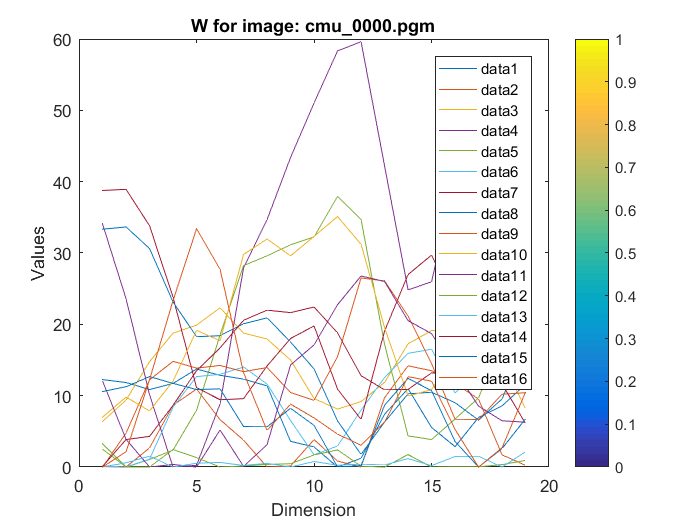 W for image: cmu_0000.pgm
60
50
40
30
20
10
0
Values
0
5
10
15
20
Dimension
data1
data2
data3
data4
data5
data6
data7
data8
data9
data10
data11
data12
data13
data14
data15
data16
1
0.9
0.8
0.7
0.6
0.5
0.4
0.3
0.2
0.1
0